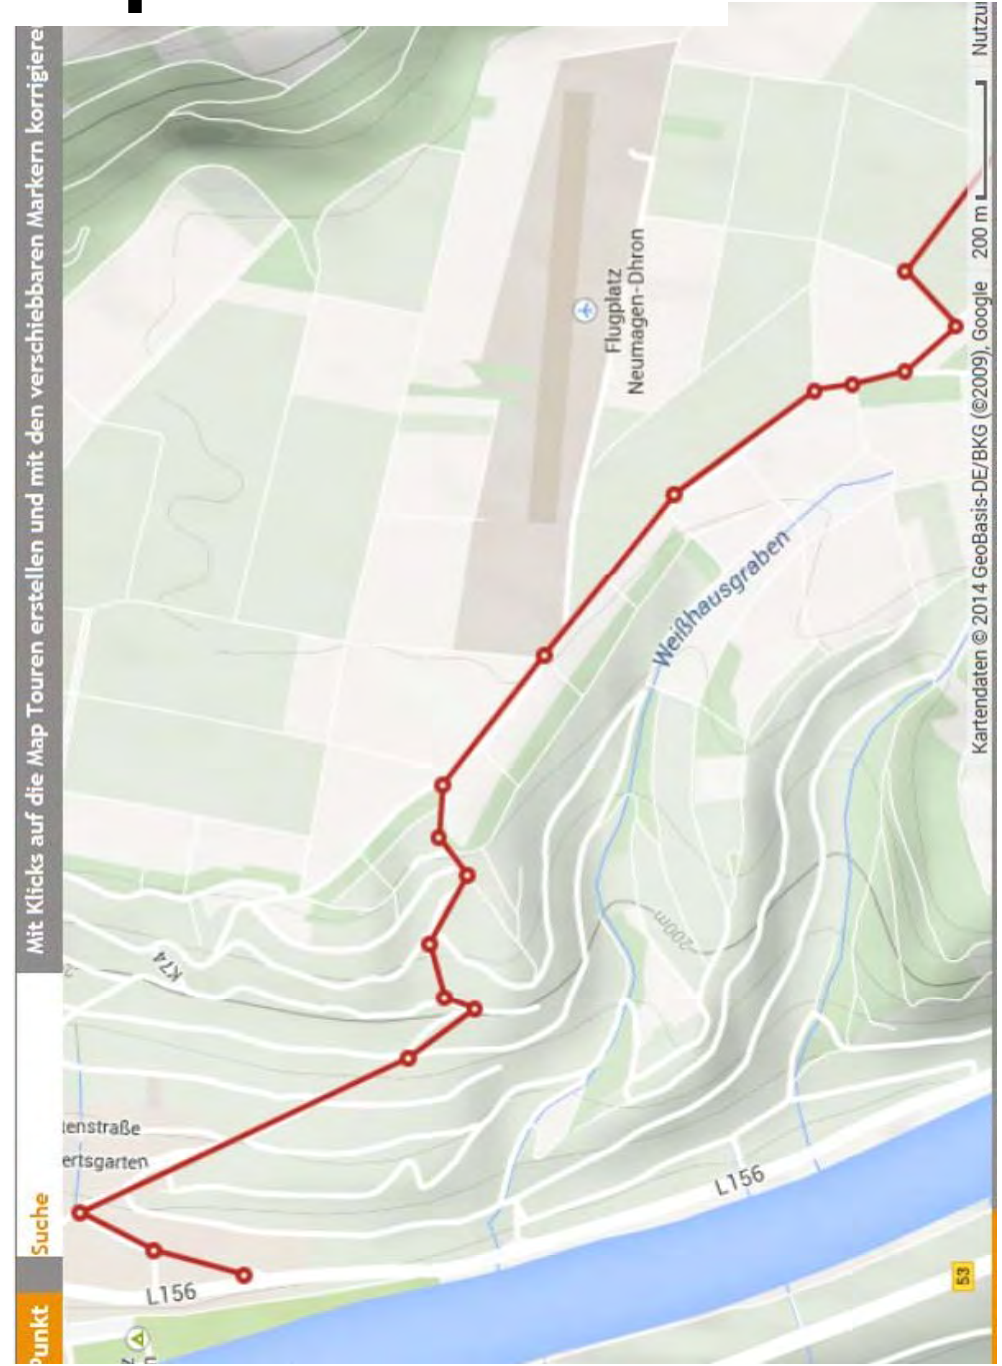 Mit Klicks auf die Map Touren erstellen und mit den verschiebbaren Markern korrigiere
Suche
Punkt
Flugplatz
Neumagen-Dhron
Weißhausgraben
200m
K74
enstraße
ertsgarten
L156
L156
53
Kartendaten © 2014 GeoBasis-DE/BKG (©2009), Google
200 m
Nutzu